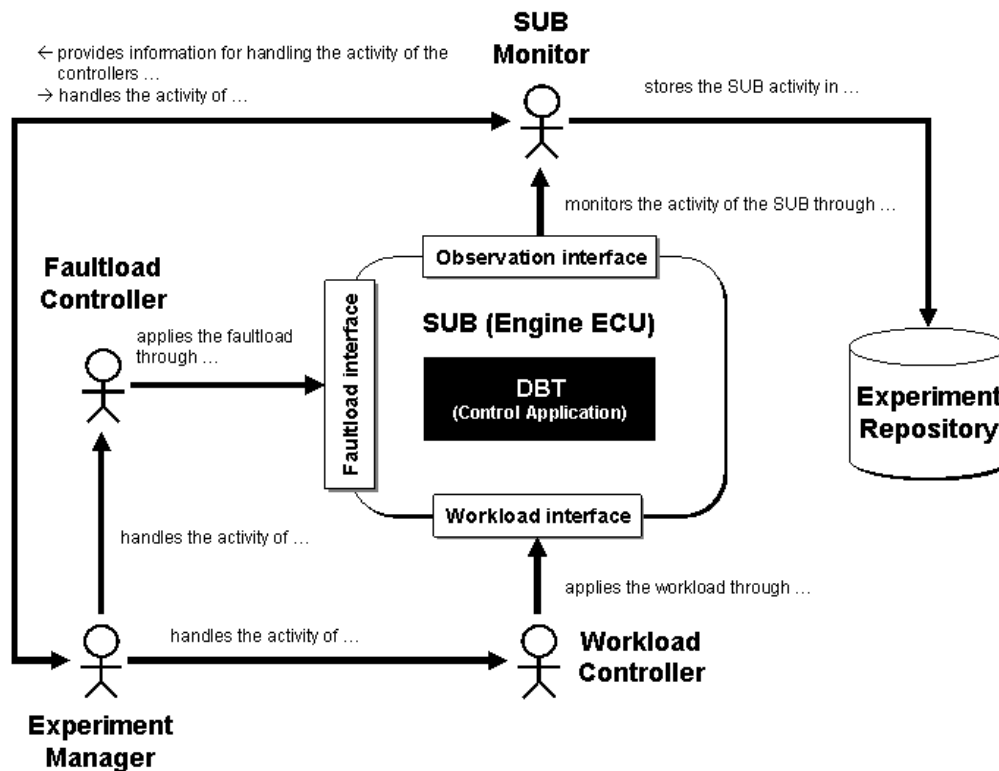 SUB
Monitor
← provides information for handling the activity of the
controllers ...
→ handles the activity of ...
stores the SUB activity in ...
monitors the activity of the SUB through ...
Observation interface
Faultload
Controller
applies the faultload
through ...
Faultload interface
SUB (Engine ECU)
DBT
(Control Application)
Experiment
Repository
Workload interface
handles the activity of ...
applies the workload through ...
handles the activity of ...
Workload
Controller
Experiment
Manager